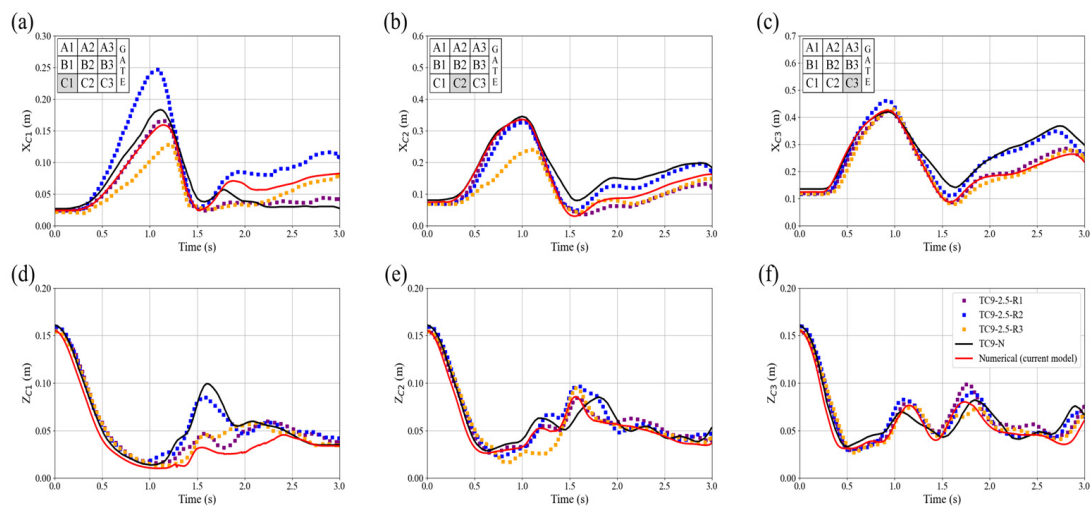 (a)
0.30
0.25
0.20
0.15
0.10
0.05
0.00
X_C1 (m)
A1 A2 A3
B1 B2 B3
C1 C2 C3
GATE
0.0 0.5 1.0 1.5 2.0 2.5 3.0
Time (s)
(b)
0.6
0.4
0.2
0.0
X_C2 (m)
A1 A2 A3
B1 B2 B3
C1 C2 C3
GATE
0.0 0.5 1.0 1.5 2.0 2.5 3.0
Time (s)
(c)
0.7
0.6
0.5
0.4
0.3
0.2
0.1
0.0
X_C3 (m)
A1 A2 A3
B1 B2 B3
C1 C2 C3
GATE
0.0 0.5 1.0 1.5 2.0 2.5 3.0
Time (s)
(d)
0.20
0.15
0.10
0.05
0.00
Z_C1 (m)
0.0 0.5 1.0 1.5 2.0 2.5 3.0
Time (s)
(e)
0.20
0.15
0.10
0.05
0.00
Z_C2 (m)
0.0 0.5 1.0 1.5 2.0 2.5 3.0
Time (s)
(f)
0.20
0.15
0.10
0.05
0.00
Z_C3 (m)
TC9-2.5-R1
TC9-2.5-R2
TC9-2.5-R3
TC9-N
Numerical (current model)
0.0 0.5 1.0 1.5 2.0 2.5 3.0
Time (s)